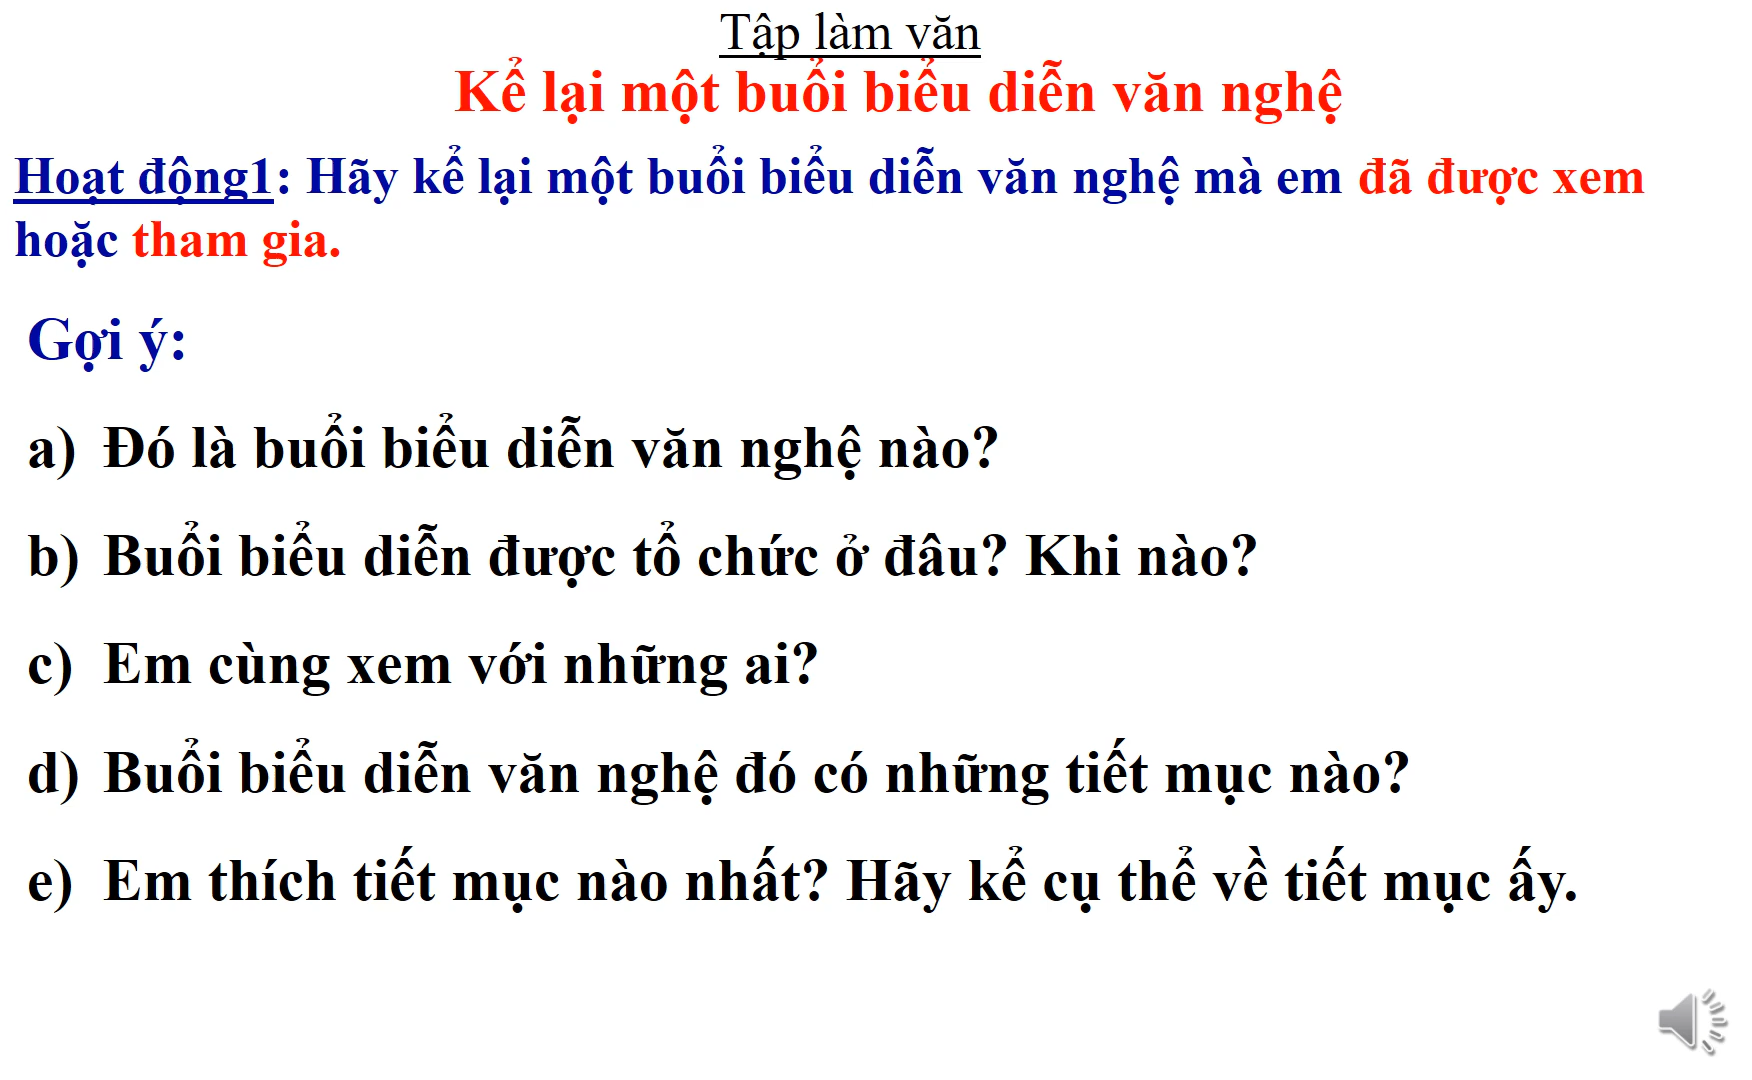 Tập làm văn
Kể lại một buổi biểu diễn văn nghệ
Hoạt động1: Hãy kể lại một buổi biểu diễn văn nghệ mà em đã được xem
hoặc tham gia.
Gợi ý:
a) Đó là buổi biểu diễn văn nghệ nào?
b) Buổi biểu diễn được tổ chức ở đâu? Khi nào?
c) Em cùng xem với những ai?
d) Buổi biểu diễn văn nghệ đó có những tiết mục nào?
e) Em thích tiết mục nào nhất? Hãy kể cụ thể về tiết mục ấy.